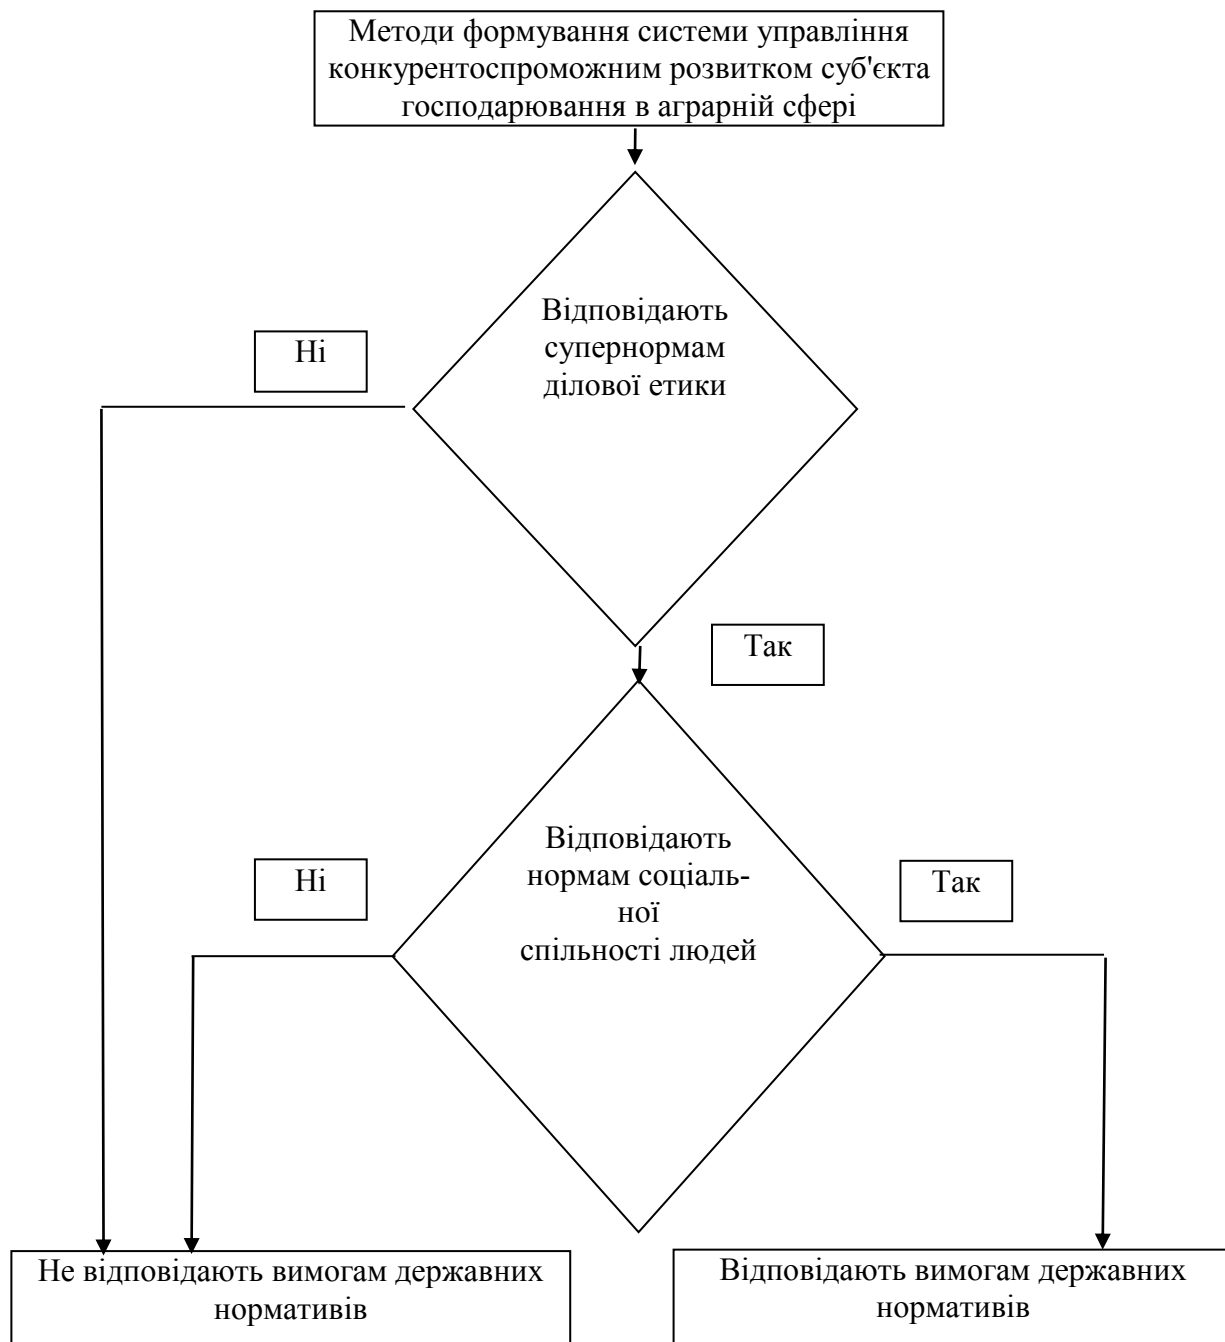 Методи формування системи управління
конкурентоспроможним розвитком суб'єкта
господарювання в аграрній сфері
Відповідають
супернормам
ділової етики
Ні
Так
Відповідають
нормам соціаль-
ної
спільності людей
Ні
Так
Не відповідають вимогам державних
нормативів
Відповідають вимогам державних
нормативів